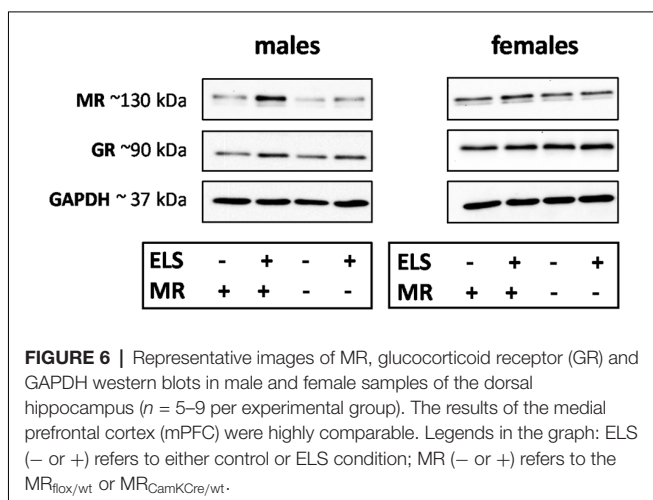 males females
MR ~130 kDa
GR ~90 kDa
GAPDH ~ 37 kDa
ELS - + - + ELS - + - +
MR + + - - MR + + - -
FIGURE 6 | Representative images of MR, glucocorticoid receptor (GR) and
GAPDH western blots in male and female samples of the dorsal
hippocampus (n = 5–9 per experimental group). The results of the medial
prefrontal cortex (mPFC) were highly comparable. Legends in the graph: ELS
(− or +) refers to either control or ELS condition; MR (− or +) refers to the
MRflox/wt or MRCamKCre/wt.